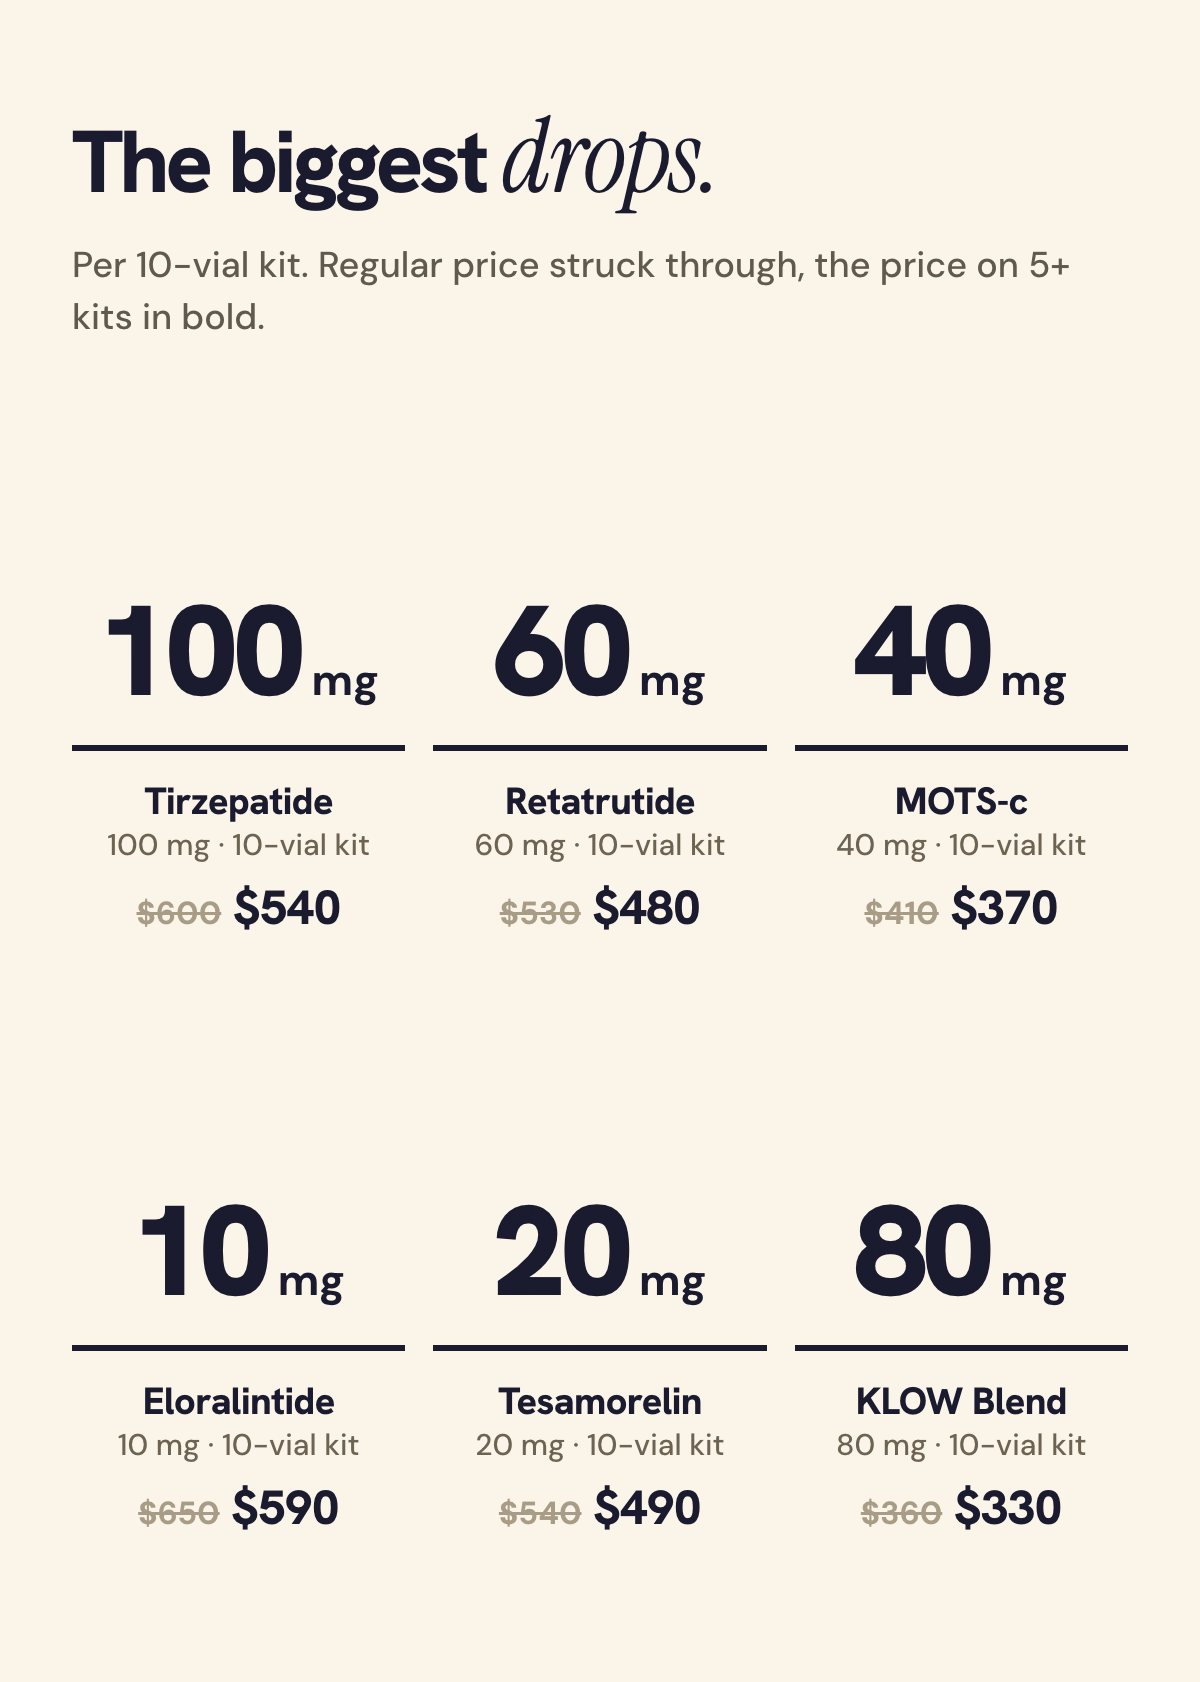 The biggest drops.
Per 10-vial kit. Regular price struck through, the price on 5+
kits in bold.
100 mg
60 mg
40 mg
Tirzepatide
100 mg · 10-vial kit
$600 $540
Retatrutide
60 mg · 10-vial kit
$530 $480
MOTS-c
40 mg · 10-vial kit
$410 $370
10 mg
20 mg
80 mg
Eloralintide
10 mg · 10-vial kit
$650 $590
Tesamorelin
20 mg · 10-vial kit
$540 $490
KLOW Blend
80 mg · 10-vial kit
$360 $330